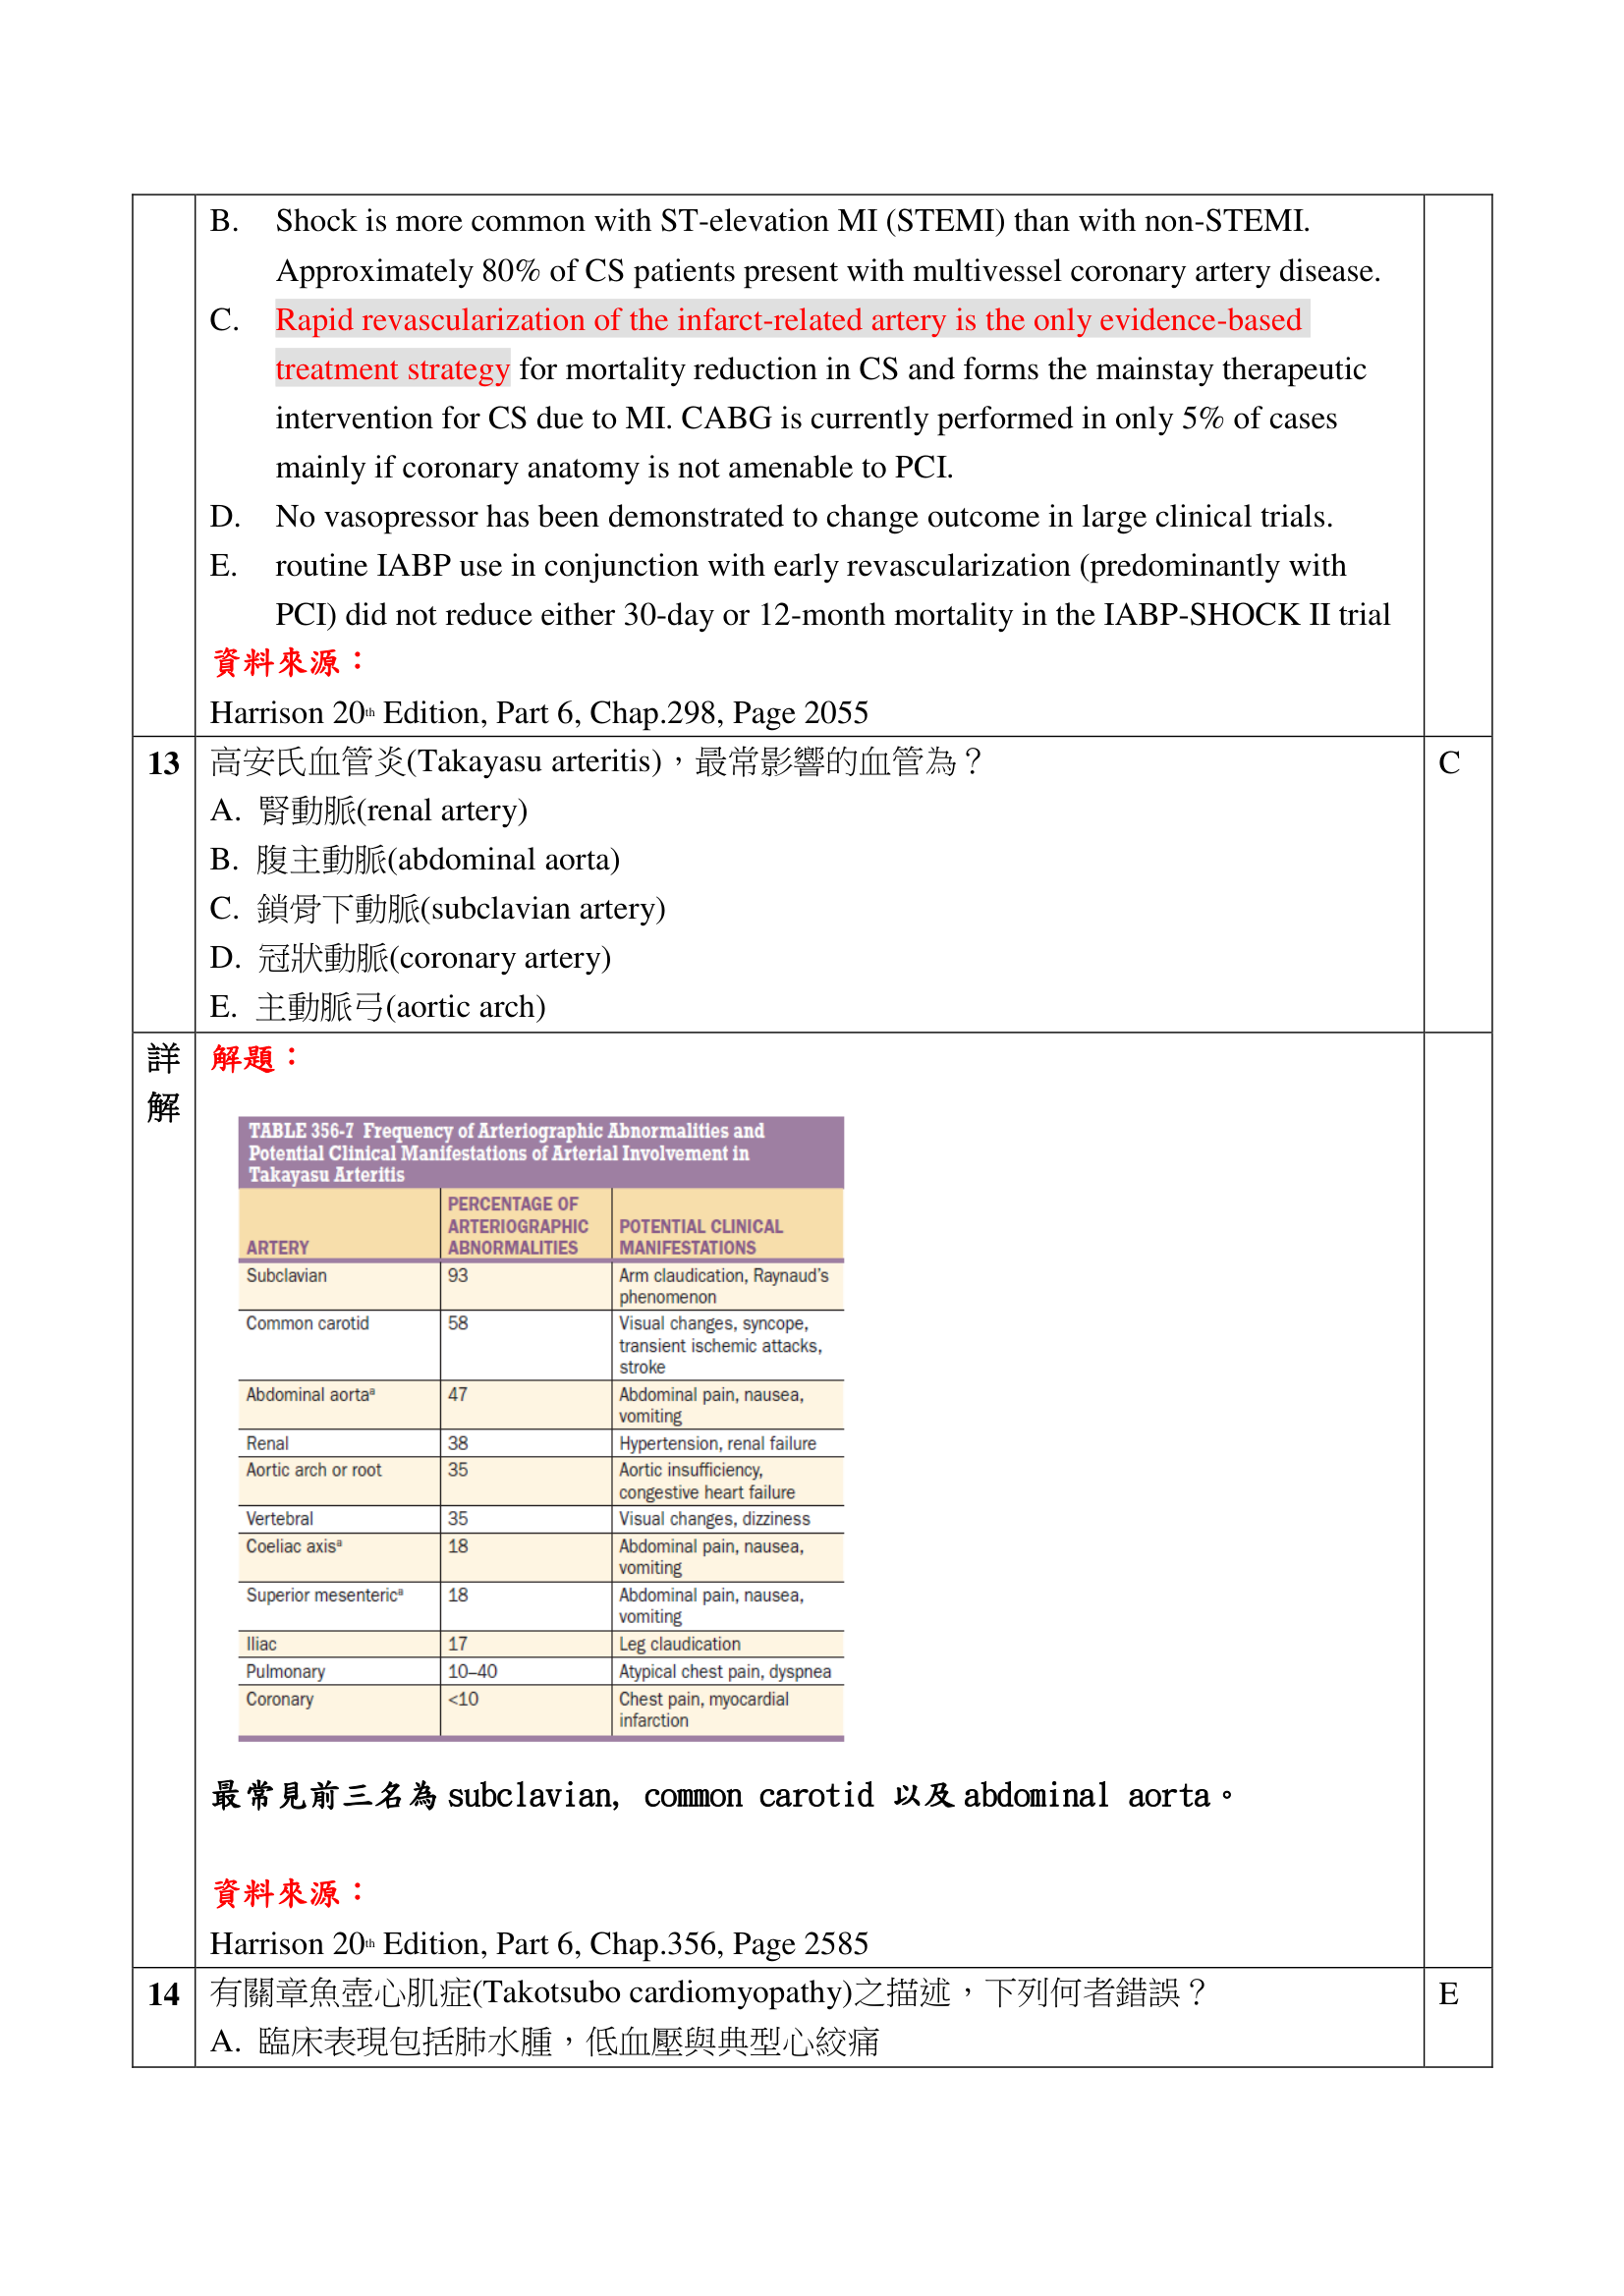 B. Shock is more common with ST-elevation MI (STEMI) than with non-STEMI.
Approximately 80% of CS patients present with multivessel coronary artery disease.
C. Rapid revascularization of the infarct-related artery is the only evidence-based
treatment strategy for mortality reduction in CS and forms the mainstay therapeutic
intervention for CS due to MI. CABG is currently performed in only 5% of cases
mainly if coronary anatomy is not amenable to PCI.
D. No vasopressor has been demonstrated to change outcome in large clinical trials.
E. routine IABP use in conjunction with early revascularization (predominantly with
PCI) did not reduce either 30-day or 12-month mortality in the IABP-SHOCK II trial
資料來源：
Harrison 20th Edition, Part 6, Chap.298, Page 2055
13 高安氏血管炎(Takayasu arteritis)，最常影響的血管為？ C
A. 腎動脈(renal artery)
B. 腹主動脈(abdominal aorta)
C. 鎖骨下動脈(subclavian artery)
D. 冠狀動脈(coronary artery)
E. 主動脈弓(aortic arch)
詳解 解題：
TABLE 356-7 Frequency of Arteriographic Abnormalities and
Potential Clinical Manifestations of Arterial Involvement in
Takayasu Arteritis
ARTERY PERCENTAGE OF ARTERIOGRAPHIC ABNORMALITIES POTENTIAL CLINICAL MANIFESTATIONS
Subclavian 93 Arm claudication, Raynaud's
phenomenon
Common carotid 58 Visual changes, syncope,
transient ischemic attacks,
stroke
Abdominal aortaª 47 Abdominal pain, nausea,
vomiting
Renal 38 Hypertension, renal failure
Aortic arch or root 35 Aortic insufficiency,
congestive heart failure
Vertebral 35 Visual changes, dizziness
Coeliac axisª 18 Abdominal pain, nausea,
vomiting
Superior mesentericª 18 Abdominal pain, nausea,
vomiting
Iliac 17 Leg claudication
Pulmonary 10–40 Atypical chest pain, dyspnea
Coronary <10 Chest pain, myocardial
infarction
最常見前三名為 subclavian, common carotid 以及 abdominal aorta。
資料來源：
Harrison 20th Edition, Part 6, Chap.356, Page 2585
14 有關章魚壺心肌症(Takotsubo cardiomyopathy)之描述，下列何者錯誤？ E
A. 臨床表現包括肺水腫，低血壓與典型心絞痛